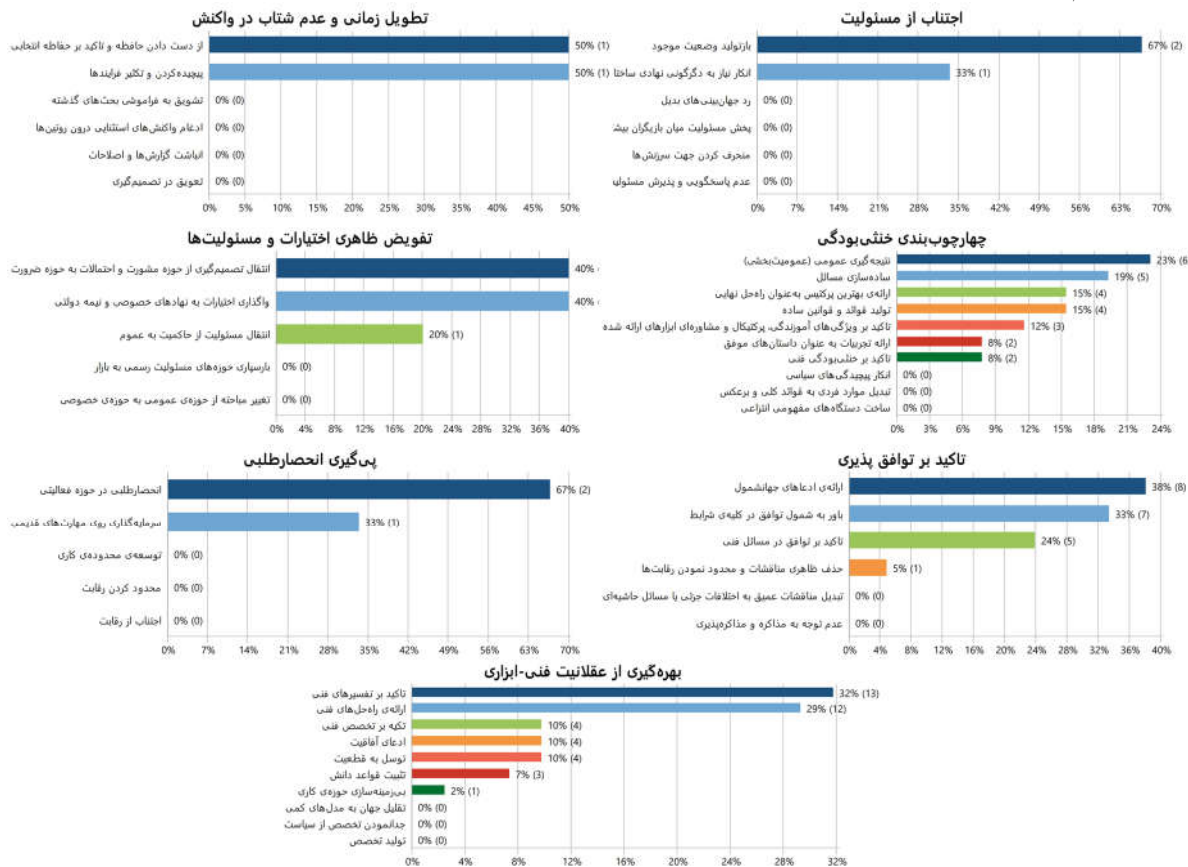 تطویل زمانی و عدم شتاب در واکنش
از دست دادن حافظه و تاکید بر حفاظه انتخابی
50% (1)
پیچیده‌کردن و تکثیر فرایندها
50% (1)
تشویق به فراموشی بحث‌های گذشته
0% (0)
ادغام واکنش‌های استثنایی درون روتین‌ها
0% (0)
انباشت گزارش‌ها و اصلاحات
0% (0)
تعویق در تصمیم‌گیری
0% (0)
0% 5% 10% 15% 20% 25% 30% 35% 40% 45% 50%
اجتناب از مسئولیت
بازتولید وضعیت موجود
67% (2)
انکار نیاز به دگرگونی نهادی ساختا
33% (1)
رد جهان‌بینی‌های بدیل
0% (0)
پخش مسئولیت میان بازیگران بیشتا
0% (0)
منحرف کردن جهت سرزنش‌ها
0% (0)
عدم پاسخگویی و پذیرش مسئولیه
0% (0)
0% 7% 14% 21% 28% 34% 42% 49% 56% 63% 70%
تفویض ظاهری اختیارات و مسئولیت‌ها
انتقال تصمیم‌گیری از حوزه مشورت و احتمالات به حوزه ضرورت
40%
واگذاری اختیارات به نهادهای خصوصی و نیمه دولتی
40%
انتقال مسئولیت از حاکمیت به عموم
20% (1)
بازسپاری حوزه‌های مسئولیت رسمی به بازار
0% (0)
تغییر مباحثه از حوزه‌ی عمومی به حوزه‌ی خصوصی
0% (0)
0% 4% 8% 12% 16% 20% 24% 28% 32% 36% 40%
چهارچوب‌بندی خنثی‌بودگی
نتیجه‌گیری عمومی (عمومیت‌بخشی)
23% (6
ساده‌سازی مسائل
19% (5)
ارائه‌ی بهترین پرکتیس به‌عنوان راه‌حل نهایی
15% (4)
تولید قوائد و قوانین ساده
15% (4)
تاکید بر ویژگی‌های آموزندگی، پرکتیکال و مشاوره‌ای ابزارهای ارائه شده
12% (3)
ارائه تجربیات به عنوان داستان‌های موفق
8% (2)
تاکید بر خنثی‌بودگی فنی
8% (2)
انکار پیچیدگی‌های سیاسی
0% (0)
تبدیل موارد فردی به قوائد کلی و برعکس
0% (0)
ساخت دستگاه‌های مفهومی انتزاعی
0% (0)
0% 3% 6% 9% 12% 15% 18% 21% 24%
پی‌گیری انحصارطلبی
انحصارطلبی در حوزه فعالیتی
67% (2)
سرمایه‌گذاری روی مهارت‌های قدیمی
33% (1)
توسعه‌ی محدوده‌ی کاری
0% (0)
محدود کردن رقابت
0% (0)
اجتناب از رقابت
0% (0)
0% 7% 14% 21% 28% 34% 42% 49% 56% 63% 70%
تاکید بر توافق پذیری
ارائه‌ی ادعاهای جهانشمول
38% (8)
باور به شمول توافق در کلیه‌ی شرایط
33% (7)
تاکید بر توافق در مسائل فنی
24% (5)
حذف ظاهری مناقشات و محدود نمودن رقابت‌ها
5% (1)
تبدیل مناقشات عمیق به اختلافات جزئی یا مسائل حاشیه‌ای
0% (0)
عدم توجه به مذاکره و مذاکره‌پذیری
0% (0)
0% 4% 8% 12% 16% 20% 24% 28% 32% 36% 40%
بهره‌گیری از عقلانیت فنی-ابزاری
تاکید بر تفسیرهای فنی
32% (13)
ارائه‌ی راه‌حل‌های فنی
29% (12)
تکیه بر تخصص فنی
10% (4)
ادعای آفاقیت
10% (4)
توسل به قطعیت
10% (4)
تثبیت قواعد دانش
7% (3)
بی‌زمینه‌سازی حوزه‌ی کاری
2% (1)
تقلیل جهان به مدل‌های کمی
0% (0)
جدانمودن تخصص از سیاست
0% (0)
تولید تخصص
0% (0)
0% 4% 8% 12% 16% 20% 24% 28% 32%